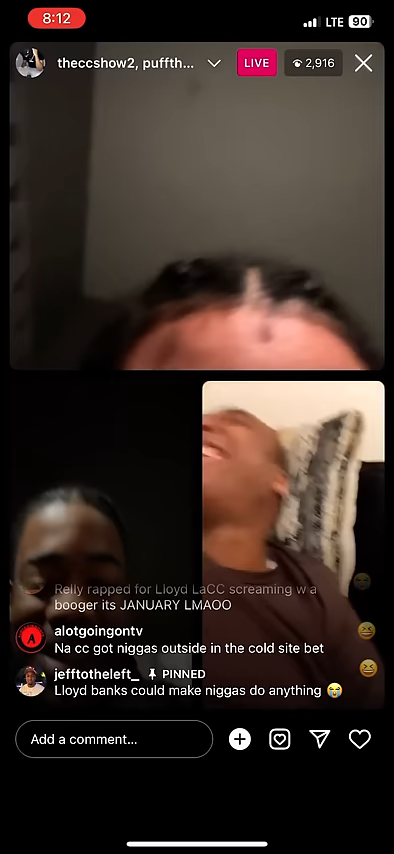 8:12
LTE 90
theccshow2, puffth...
LIVE
2,916
Relly rapped for Lloyd LaCC screaming w a
booger its JANUARY LMAOO
alotgoingontv
Na cc got niggas outside in the cold site bet
jefftotheleft_ PINNED
Lloyd banks could make niggas do anything 😭
Add a comment...